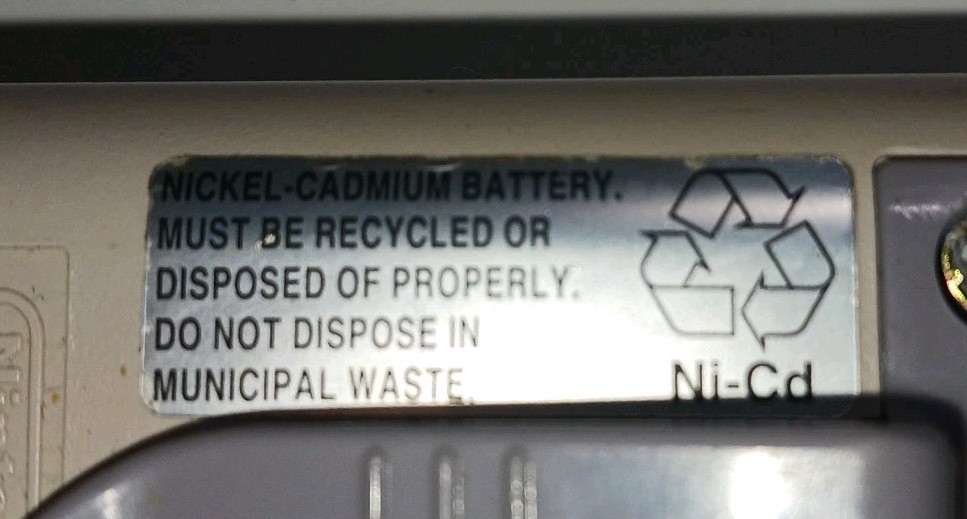 NICKEL-CADMIUM BATTERY.
MUST BE RECYCLED OR
DISPOSED OF PROPERLY.
DO NOT DISPOSE IN
MUNICIPAL WASTE.
Ni-Cd